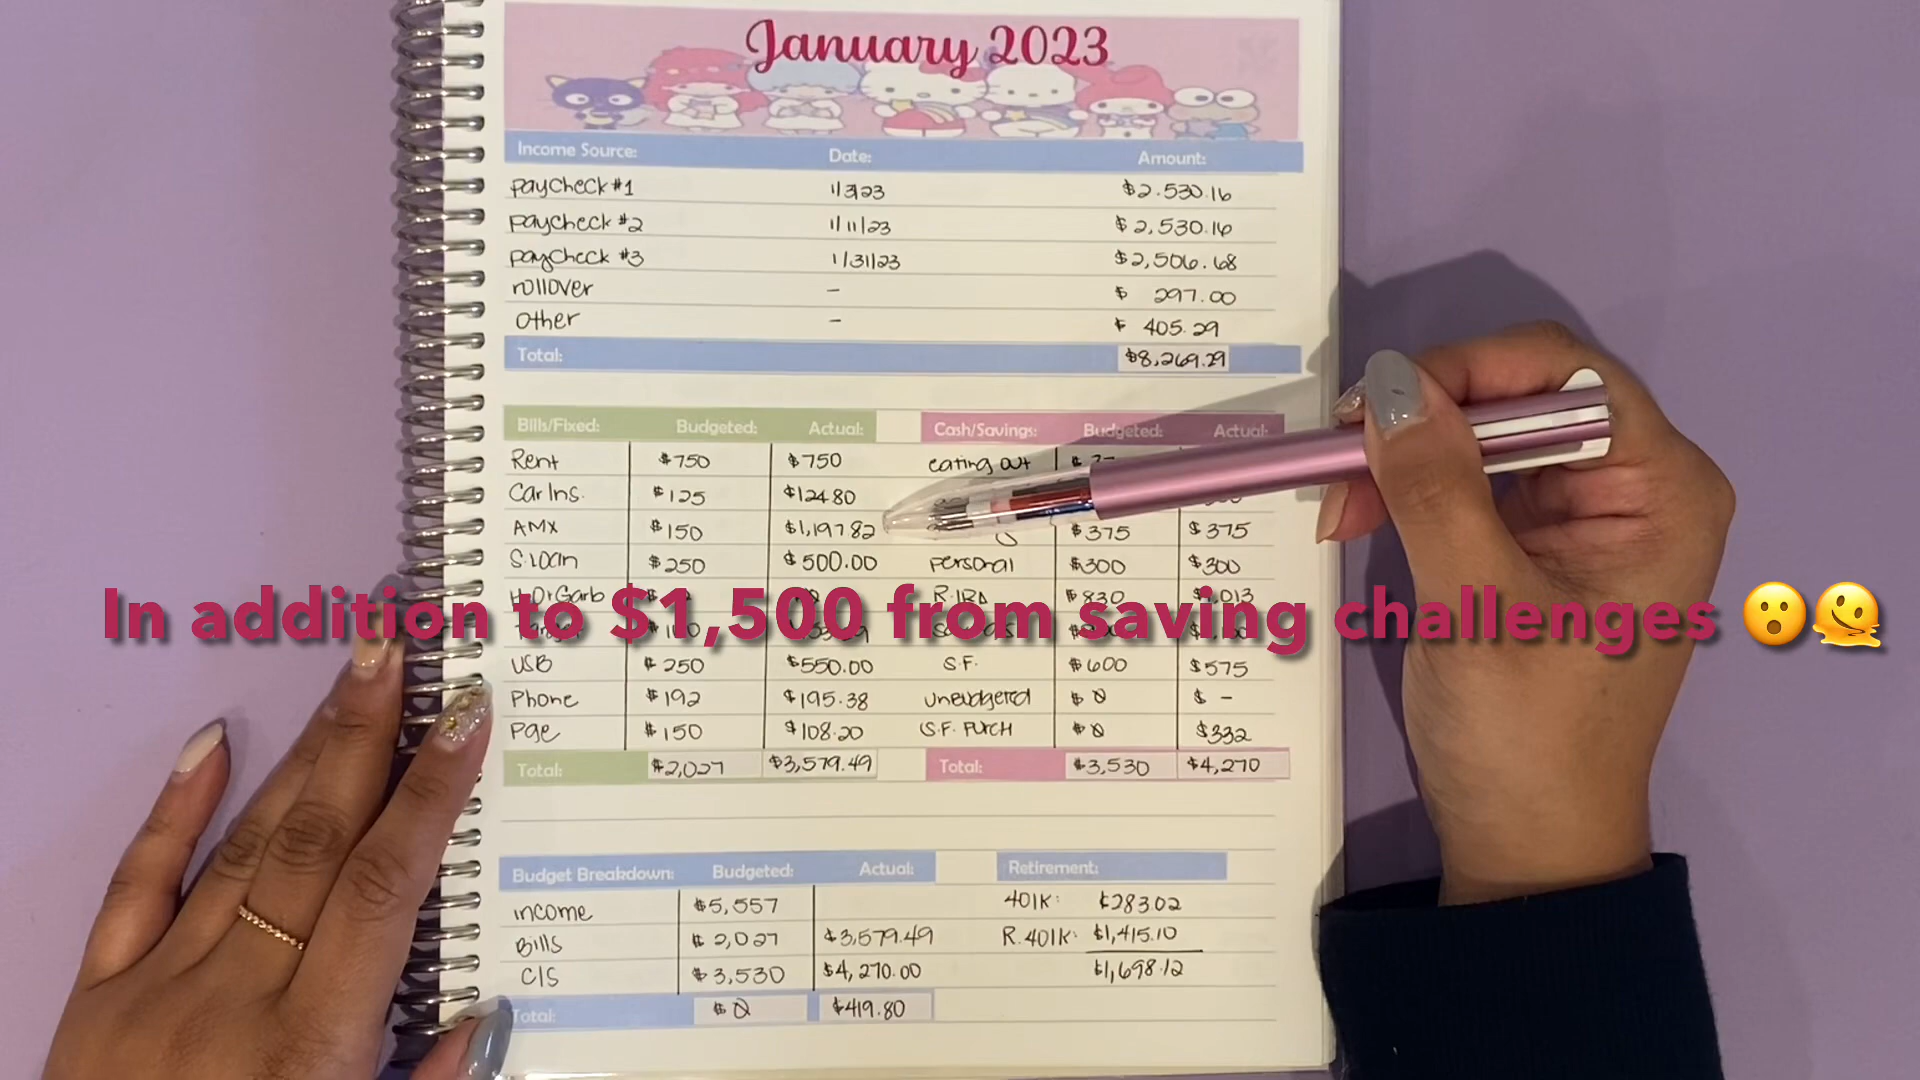 January 2023
Income Source: Date: Amount:
Paycheck #1 1/3/23 $2.530.16
Paycheck #2 1/11/23 $2,530.16
Paycheck #3 1/31/23 $2,506.68
rollover – $ 297.00
Other – $ 405.29
Total: $8,269.29
Bills/Fixed: Budgeted: Actual: Cash/Savings: Budgeted: Actual:
Rent $750 $750 eating out
Car Ins. $125 $124.80
AMX $150 $1,197.82 $375 $375
S.loan $250 $500.00 personal $300 $300
In addition to $1,500 from saving challenges 😮🫠
R.IRA $830
USB $250 $550.00 S.F. $600 $575
Phone $192 $195.38 unbudgeted $0 $ –
Pge $150 $108.20 S.F. Purch $0 $332
Total: $2,027 $3,579.49 Total: $3,530 $4,270
Budget Breakdown: Budgeted: Actual: Retirement:
income $5,557 401K: $283.02
Bills $2,027 $3,579.49 R.401K: $1,415.10
C/S $3,530 $4,270.00 $1,698.12
Total: $0 $419.80